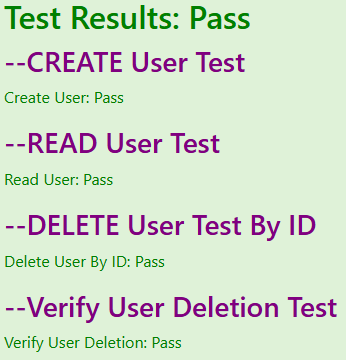 Test Results: Pass
--CREATE User Test
Create User: Pass
--READ User Test
Read User: Pass
--DELETE User Test By ID
Delete User By ID: Pass
--Verify User Deletion Test
Verify User Deletion: Pass